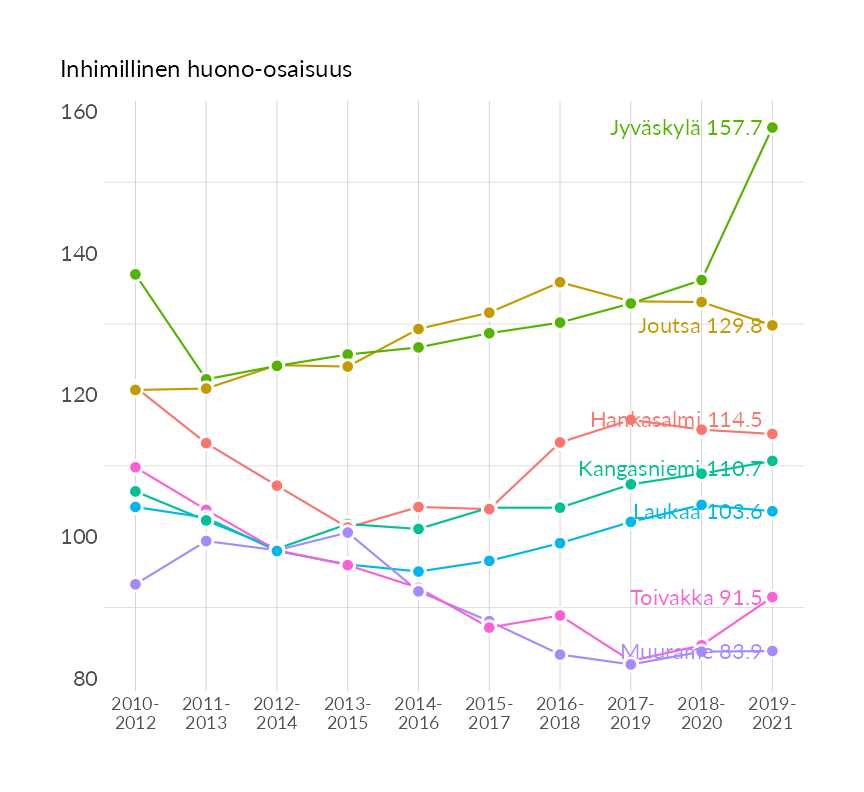 Inhimillinen huono-osaisuus
160
140
120
100
80
Jyväskylä 157.7
Joutsa 129.8
Hankasalmi 114.5
Kangasniemi 110.7
Laukaa 103.6
Toivakka 91.5
Muurame 83.9
2010- 2011- 2012- 2013- 2014- 2015- 2016- 2017- 2018- 2019-
2012 2013 2014 2015 2016 2017 2018 2019 2020 2021